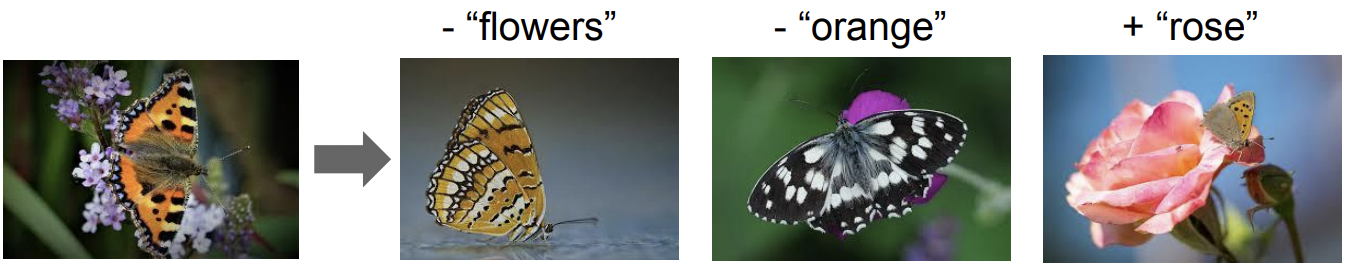 - “flowers”
- “orange”
+ “rose”